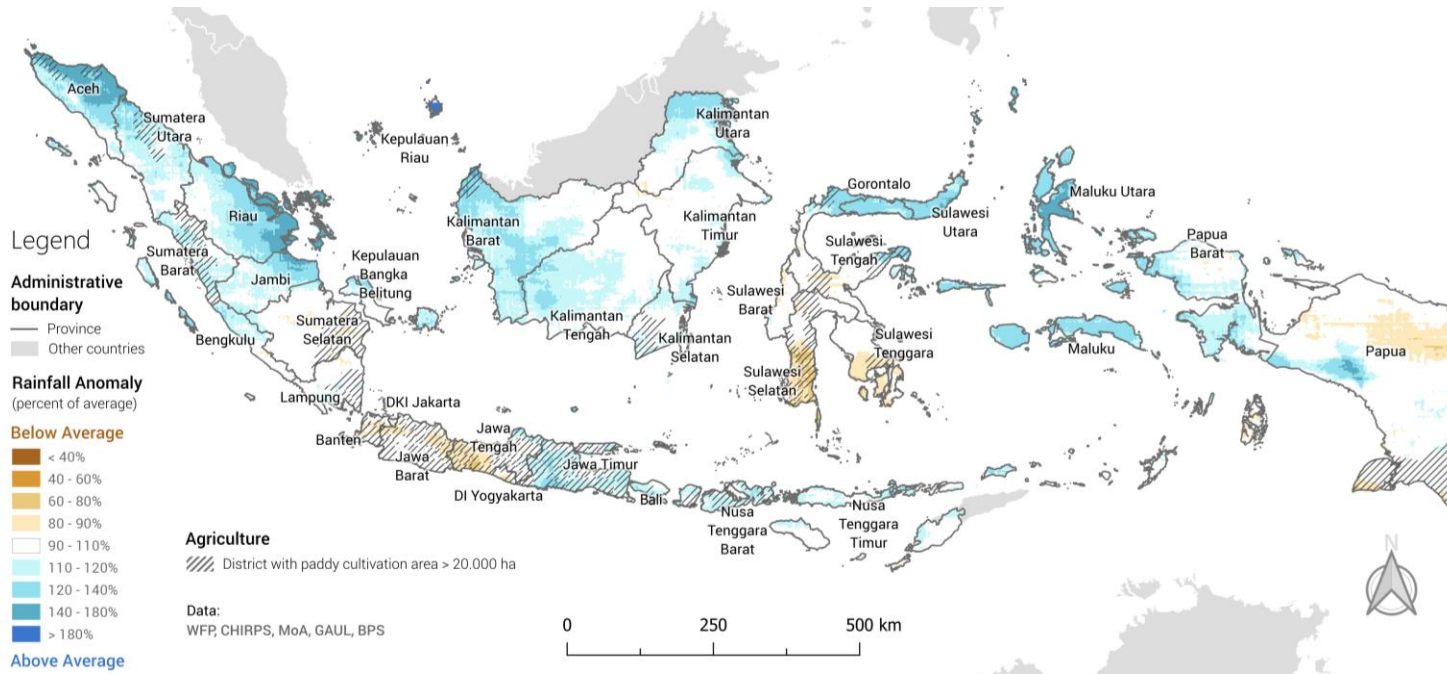 Aceh
Sumatera
Utara
Kepulauan
Riau
Kalimantan
Utara
Riau
Kalimantan
Barat
Kalimantan
Timur
Gorontalo
Sulawesi
Utara
Maluku Utara
Papua
Barat
Sumatera
Barat
Jambi
Kepulauan
Bangka
Belitung
Sulawesi
Tengah
Sulawesi
Barat
Bengkulu
Sumatera
Selatan
Kalimantan
Tengah
Kalimantan
Selatan
Sulawesi
Tenggara
Sulawesi
Selatan
Maluku
Papua
Lampung
DKI Jakarta
Banten
Jawa
Barat
Jawa
Tengah
Jawa Timur
DI Yogyakarta
Bali
Nusa
Tenggara
Barat
Nusa
Tenggara
Timur
Legend
Administrative
boundary
Province
Other countries
Rainfall Anomaly
(percent of average)
Below Average
< 40%
40 - 60%
60 - 80%
80 - 90%
90 - 110%
110 - 120%
120 - 140%
140 - 180%
> 180%
Above Average
Agriculture
District with paddy cultivation area > 20.000 ha
Data:
WFP, CHIRPS, MoA, GAUL, BPS
0 250 500 km
N